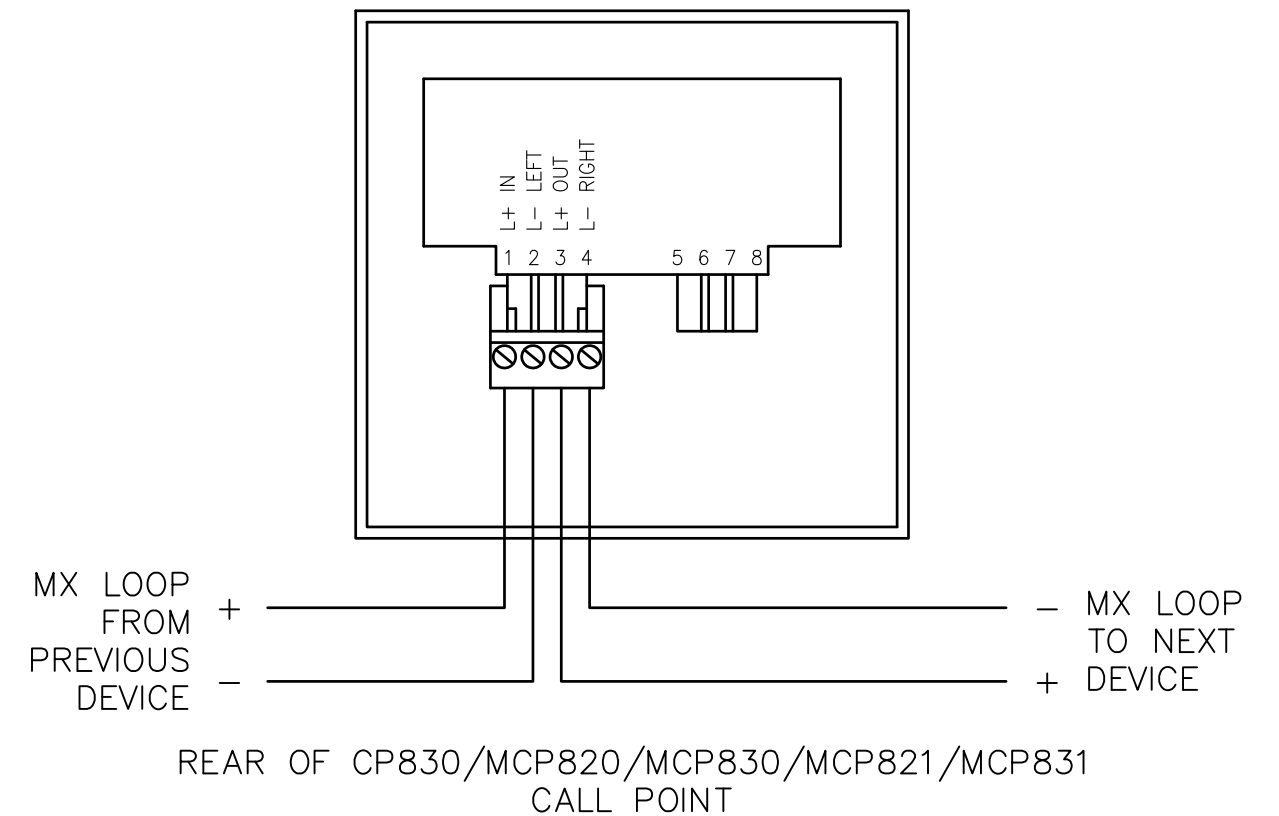 L+ IN
L- LEFT
L+ OUT
L- RIGHT
1 2 3 4 5 6 7 8
MX LOOP
FROM
PREVIOUS
DEVICE
+
-
-
+
MX LOOP
TO NEXT
DEVICE
REAR OF CP830/MCP820/MCP830/MCP821/MCP831
CALL POINT